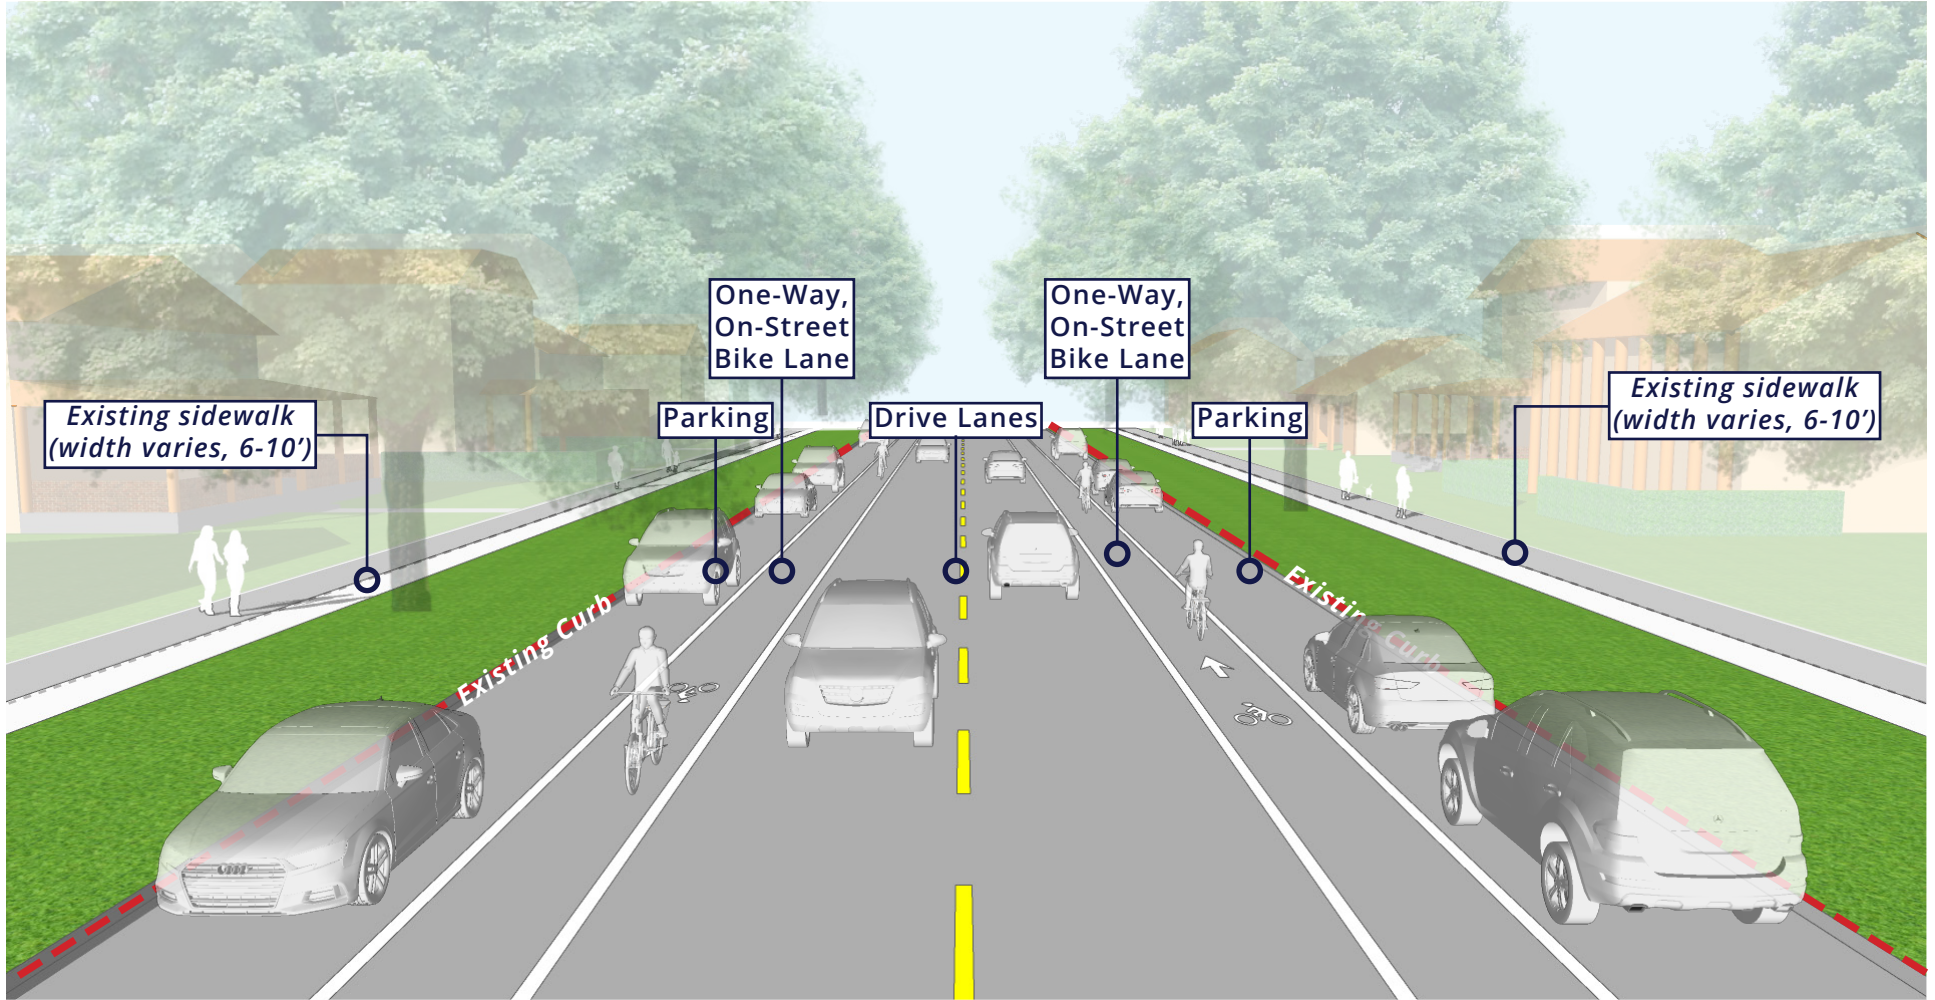 One-Way,
On-Street
Bike Lane
One-Way,
On-Street
Bike Lane
Existing sidewalk
(width varies, 6-10’)
Parking
Drive Lanes
Parking
Existing sidewalk
(width varies, 6-10’)
Existing Curb
Existing Curb